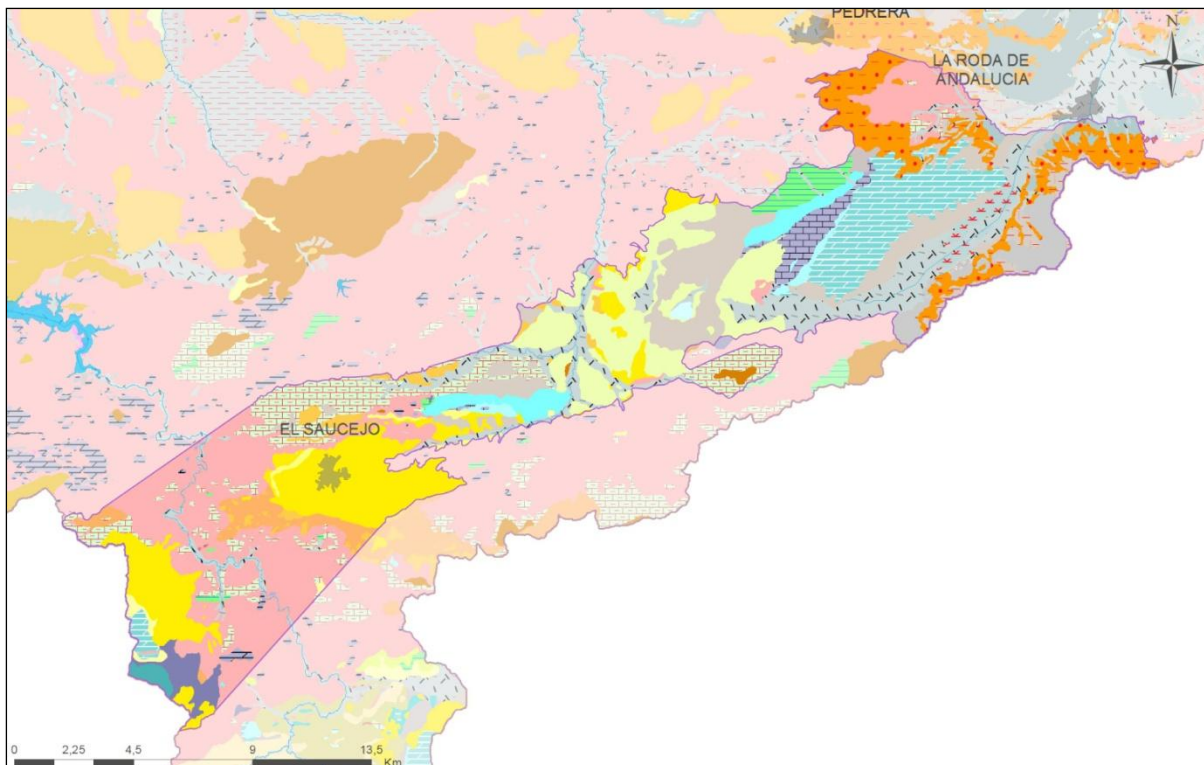 PEDRERA
N
LA RODA DE
ANDALUCIA
EL SAUCEJO
0 2,25 4,5 9 13,5
Km